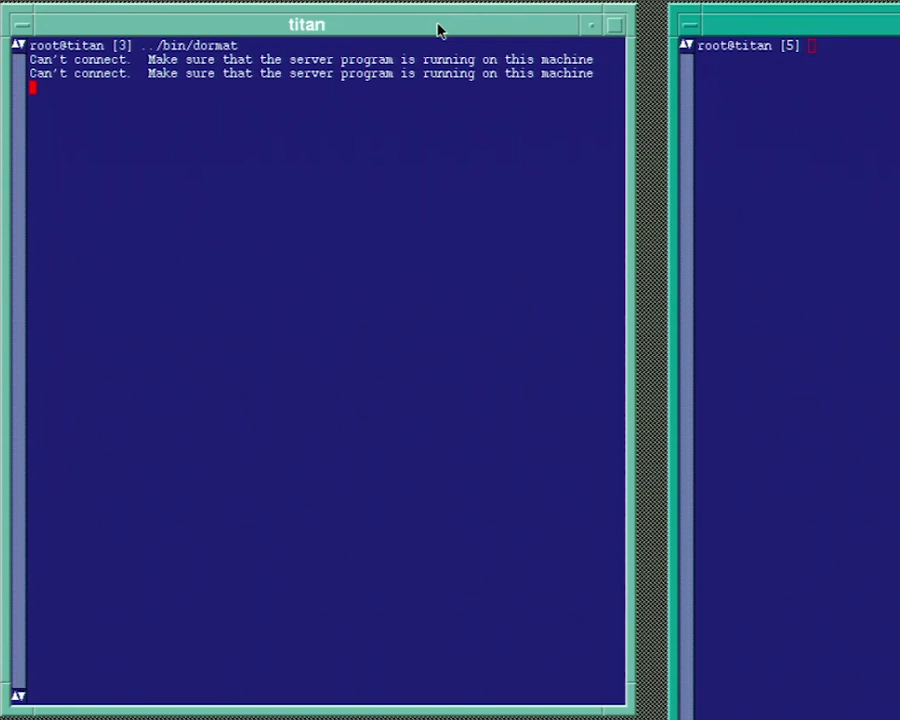 titan
root@titan [3] ../bin/dormat
Can't connect.  Make sure that the server program is running on this machine
Can't connect.  Make sure that the server program is running on this machine
root@titan [5]